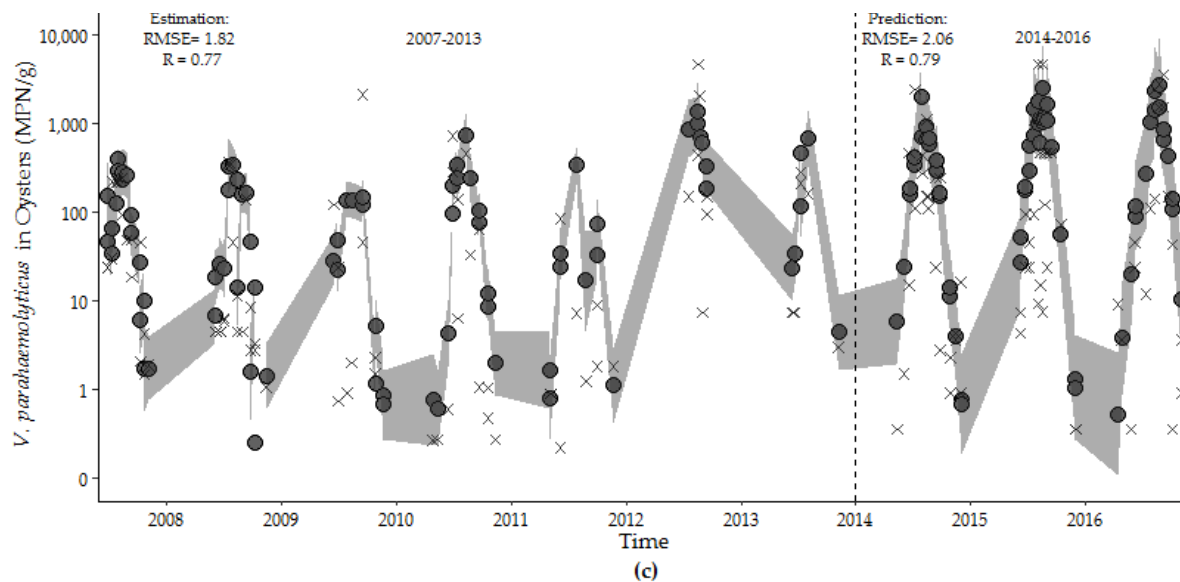 Estimation:
RMSE= 1.82
R = 0.77
2007-2013
Prediction:
RMSE= 2.06
R = 0.79
2014-2016
V. parahaemolyticus in Oysters (MPN/g)
10,000
1,000
100
10
1
0
2008
2009
2010
2011
2012
2013
2014
2015
2016
Time
(c)